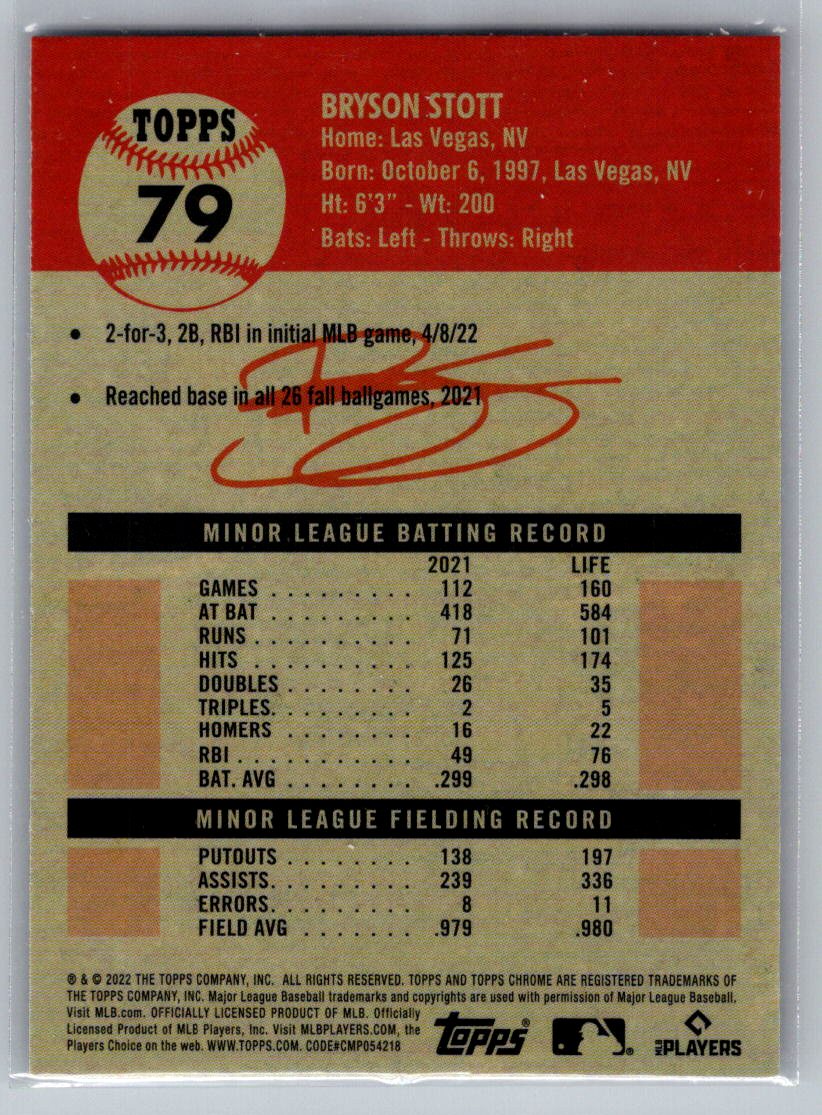 TOPPS
79
BRYSON STOTT
Home: Las Vegas, NV
Born: October 6, 1997, Las Vegas, NV
Ht: 6'3" - Wt: 200
Bats: Left - Throws: Right
• 2-for-3, 2B, RBI in initial MLB game, 4/8/22
• Reached base in all 26 fall ballgames, 2021
MINOR LEAGUE BATTING RECORD
2021 LIFE
GAMES . . . . . . . . . 112 160
AT BAT . . . . . . . . . 418 584
RUNS . . . . . . . . . . 71 101
HITS . . . . . . . . . . 125 174
DOUBLES . . . . . . . . 26 35
TRIPLES. . . . . . . . . 2 5
HOMERS . . . . . . . . 16 22
RBI . . . . . . . . . . . 49 76
BAT. AVG . . . . . . . . .299 .298
MINOR LEAGUE FIELDING RECORD
PUTOUTS . . . . . . . . 138 197
ASSISTS. . . . . . . . . 239 336
ERRORS. . . . . . . . . 8 11
FIELD AVG . . . . . . . .979 .980
® & © 2022 THE TOPPS COMPANY, INC. ALL RIGHTS RESERVED. TOPPS AND TOPPS CHROME ARE REGISTERED TRADEMARKS OF
THE TOPPS COMPANY, INC. Major League Baseball trademarks and copyrights are used with permission of Major League Baseball.
Visit MLB.com. OFFICIALLY LICENSED PRODUCT OF MLB. Officially
Licensed Product of MLB Players, Inc. Visit MLBPLAYERS.COM, the
Players Choice on the web. WWW.TOPPS.COM. CODE#CMP054218
Topps®
MLB PLAYERS